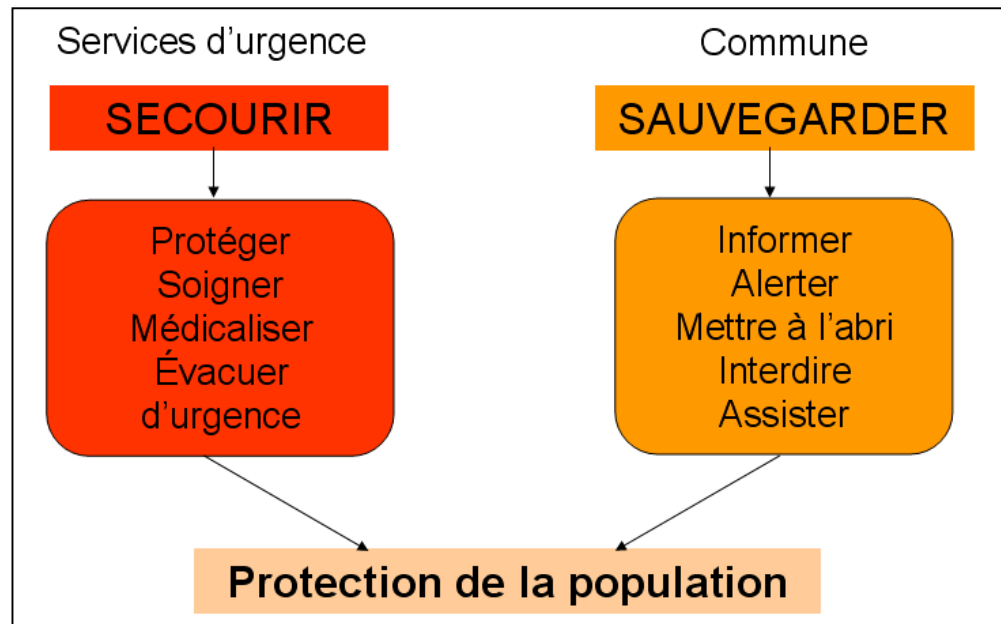 Services d’urgence
SECOURIR
Protéger
Soigner
Médicaliser
Évacuer
d’urgence
Commune
SAUVEGARDER
Informer
Alerter
Mettre à l’abri
Interdire
Assister
Protection de la population